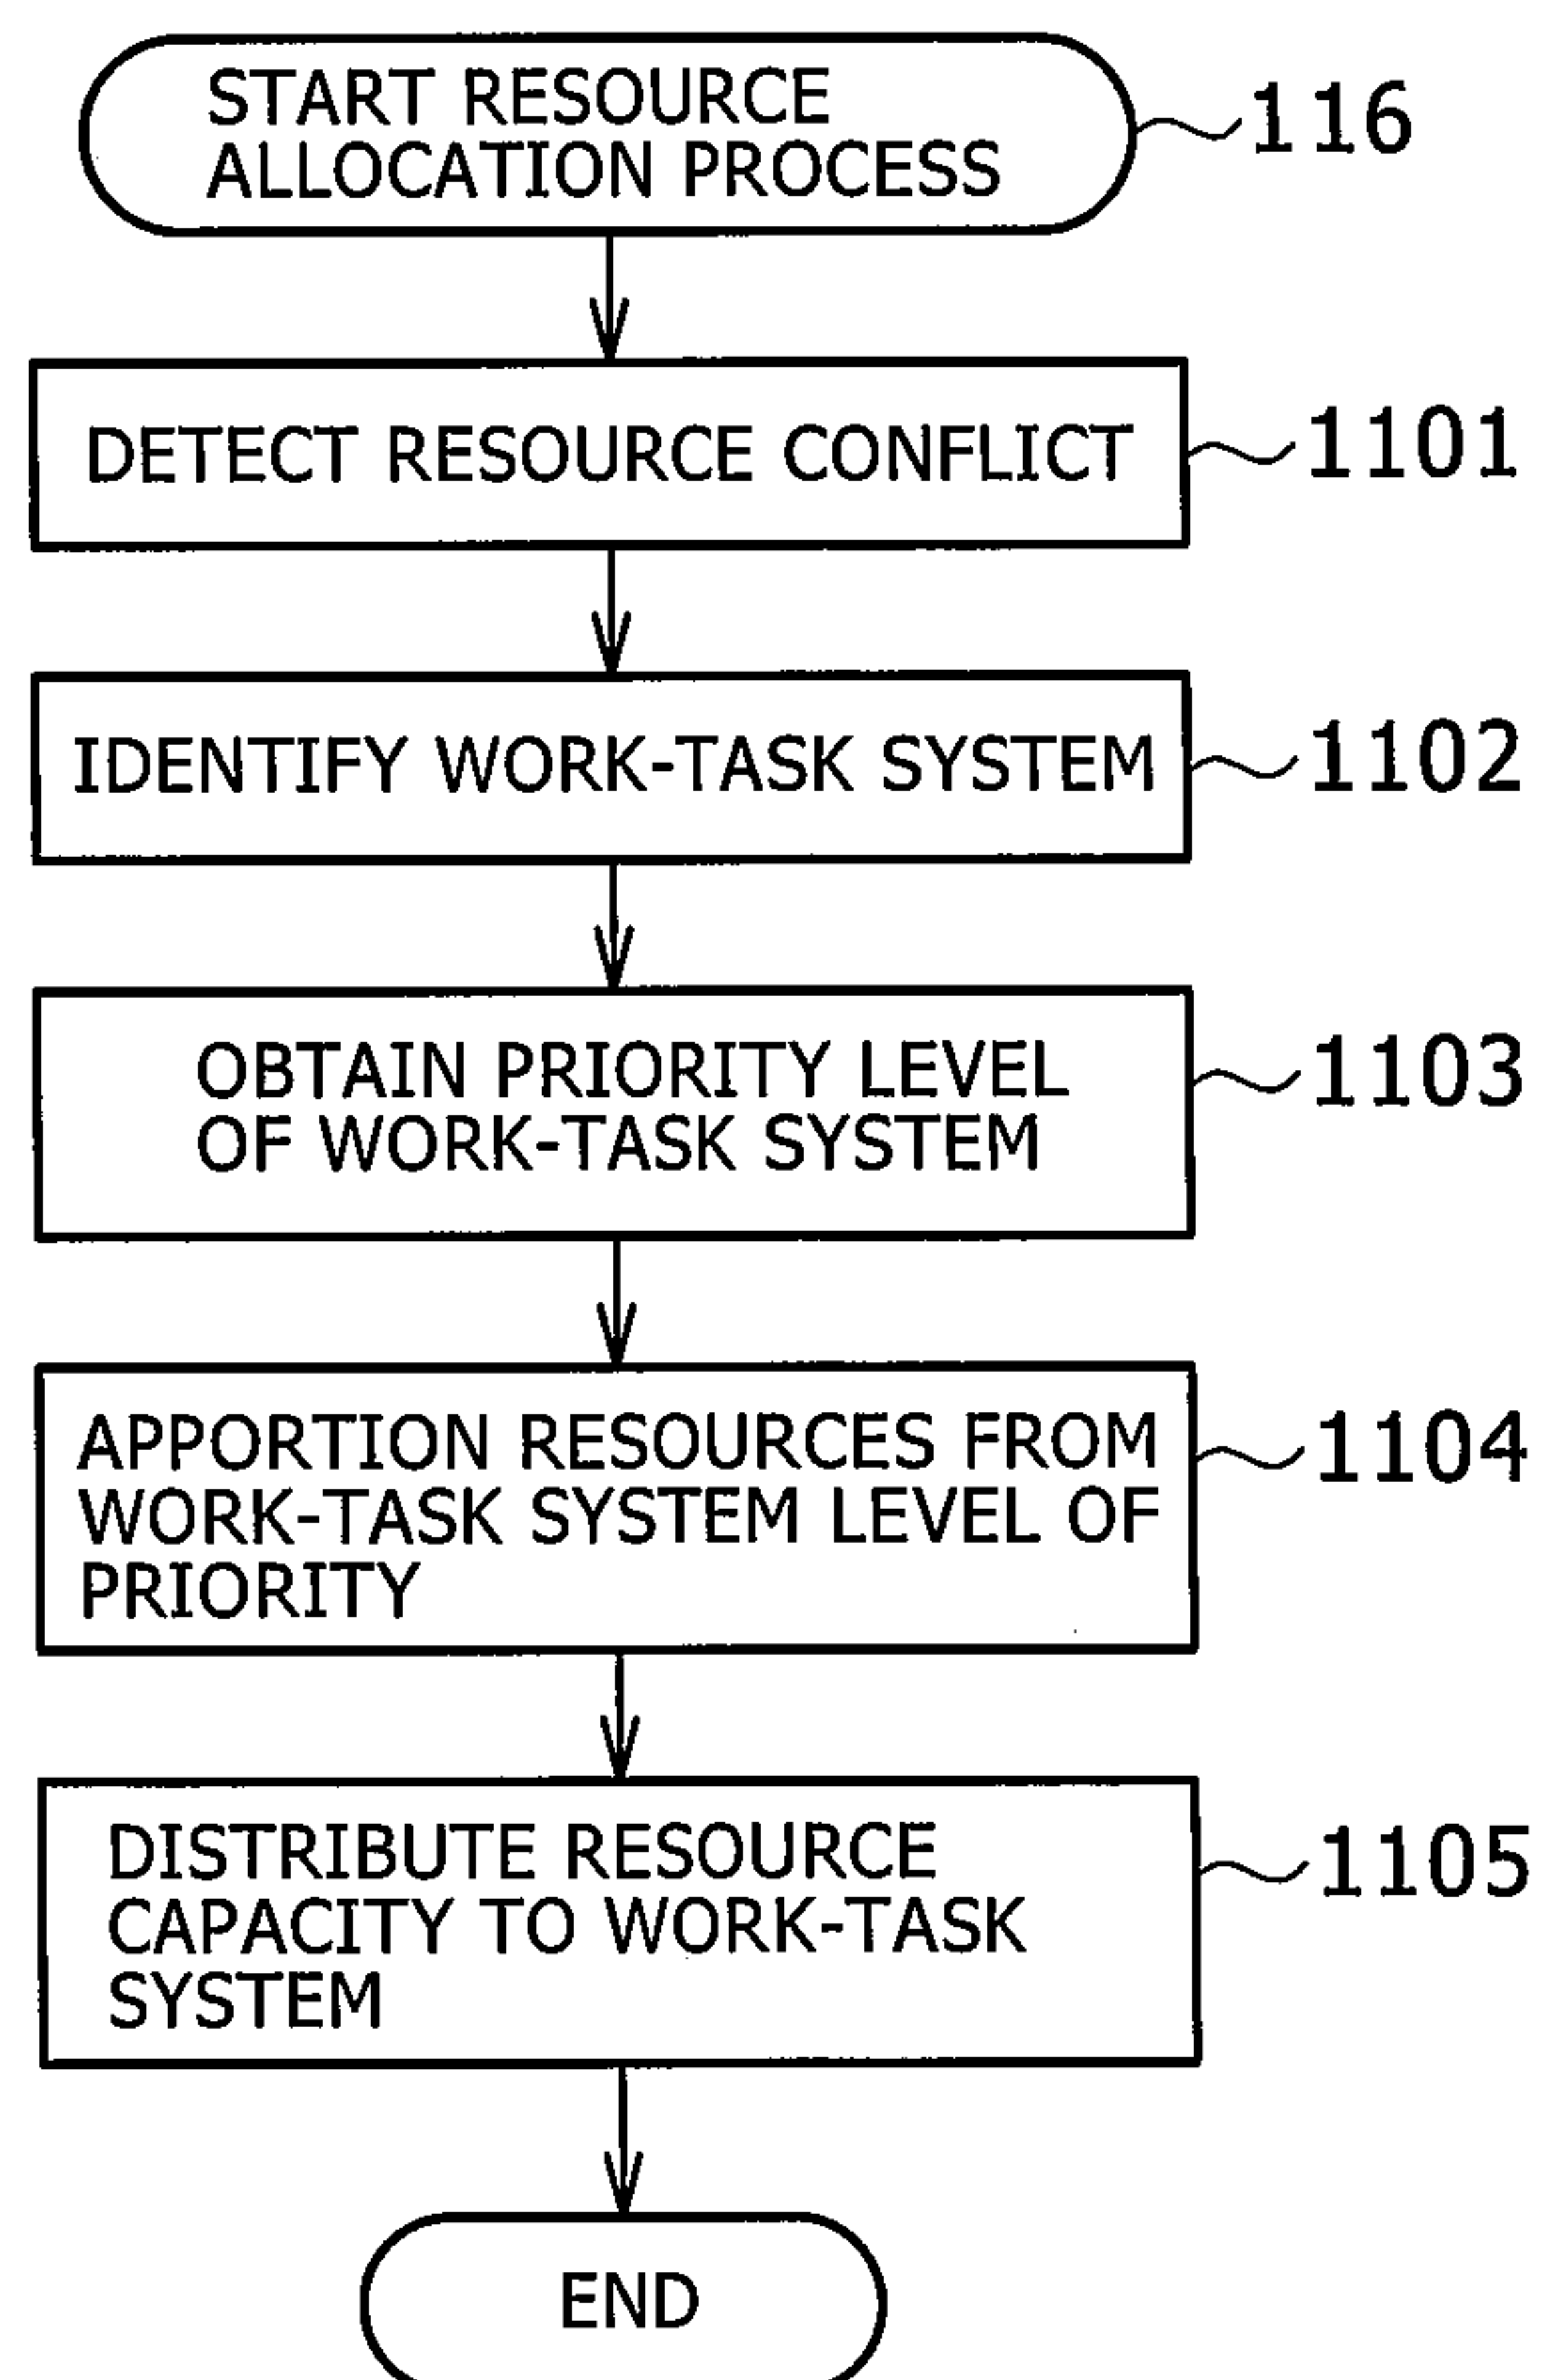 START RESOURCE
ALLOCATION PROCESS
116
DETECT RESOURCE CONFLICT
1101
IDENTIFY WORK-TASK SYSTEM
1102
OBTAIN PRIORITY LEVEL
OF WORK-TASK SYSTEM
1103
APPORTION RESOURCES FROM
WORK-TASK SYSTEM LEVEL OF
PRIORITY
1104
DISTRIBUTE RESOURCE
CAPACITY TO WORK-TASK
SYSTEM
1105
END